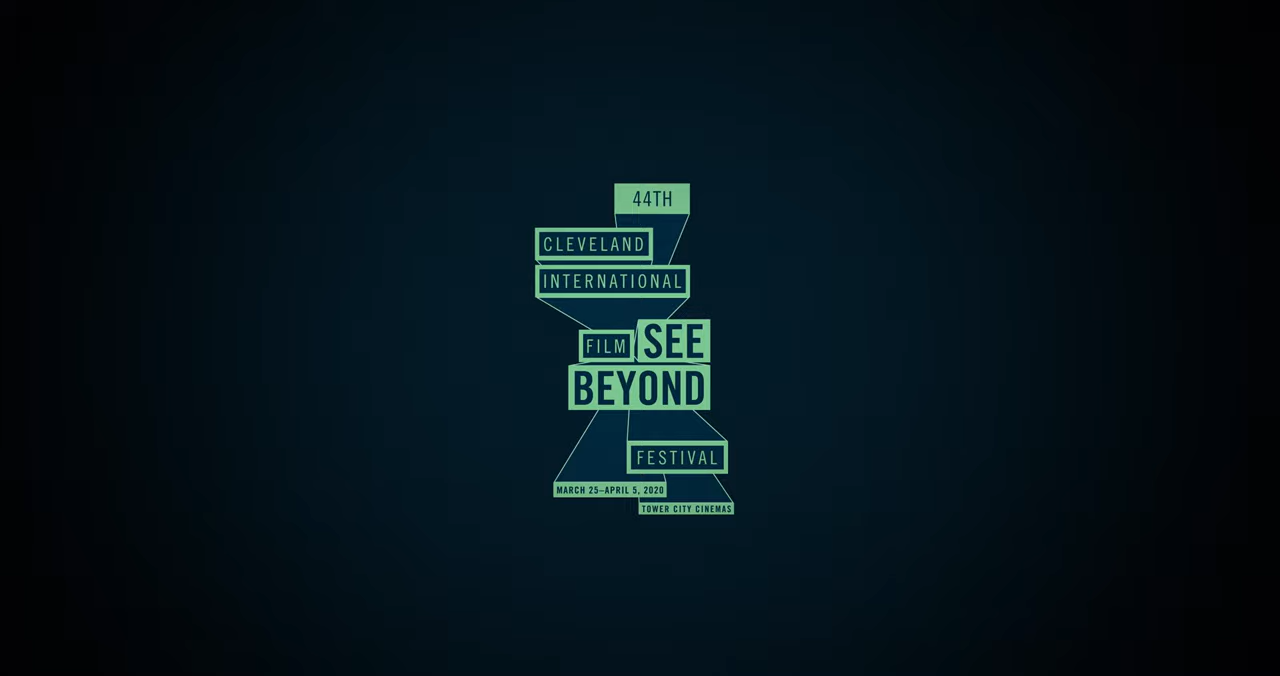 44TH
CLEVELAND
INTERNATIONAL
FILM SEE
BEYOND
FESTIVAL
MARCH 25–APRIL 5, 2020
TOWER CITY CINEMAS